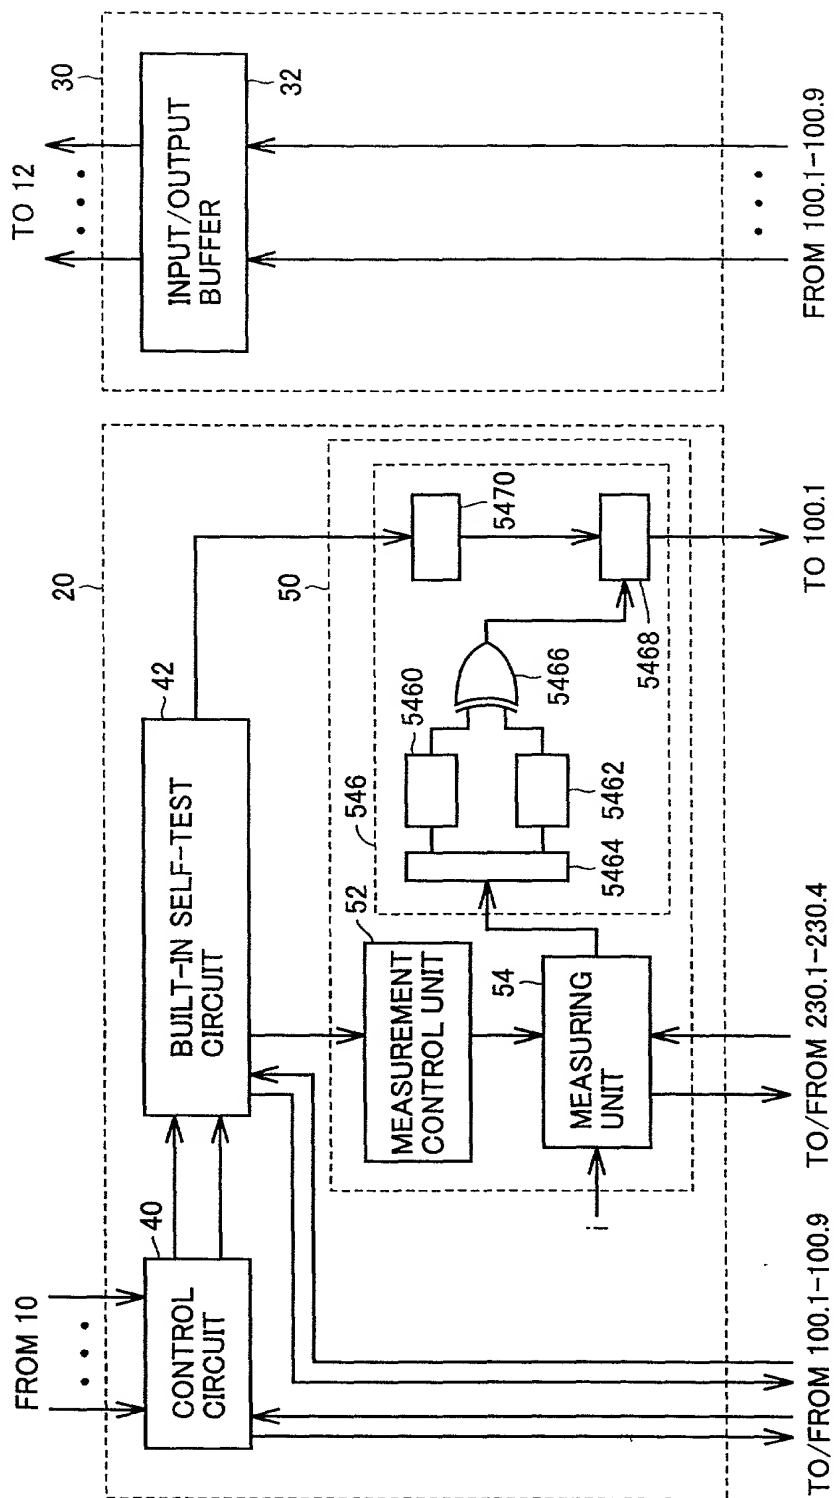 FROM 10
TO 12
40
CONTROL
CIRCUIT
42
BUILT-IN SELF-TEST
CIRCUIT
20
30
INPUT/OUTPUT
BUFFER
32
52
MEASUREMENT
CONTROL UNIT
50
54
MEASURING
UNIT
i
546
5460
5462
5464
5466
5468
5470
TO/FROM 100.1-100.9
TO/FROM 230.1-230.4
TO 100.1
FROM 100.1-100.9